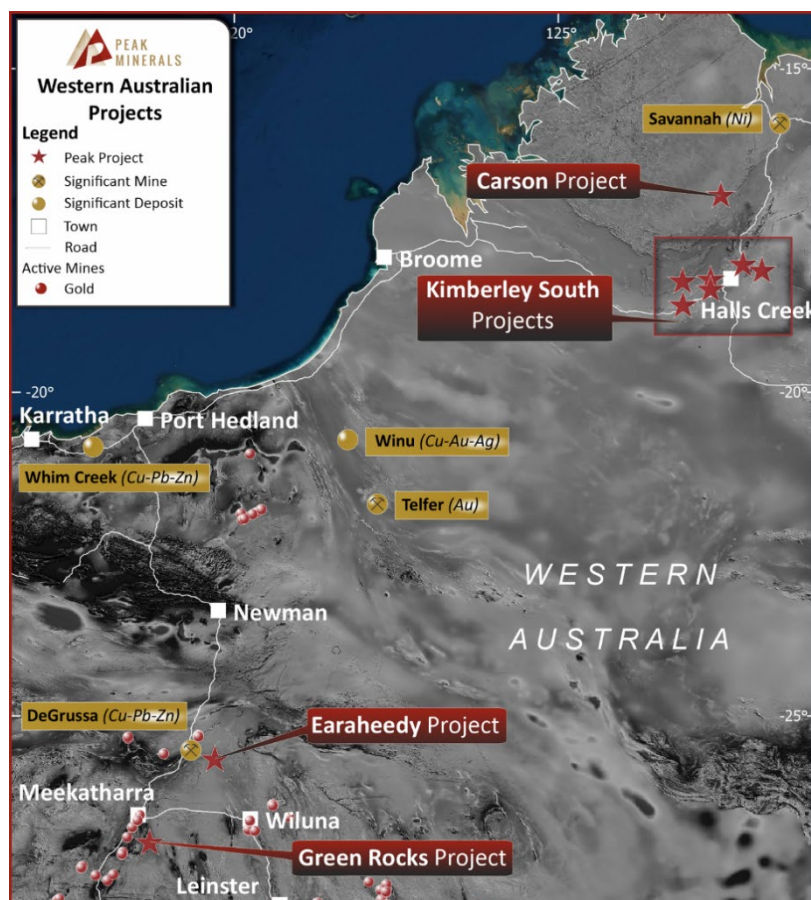 PEAK
MINERALS
Western Australian
Projects
Legend
Peak Project
Significant Mine
Significant Deposit
Town
Road
Active Mines
Gold
120°
125°
-15°
Savannah (Ni)
Carson Project
Broome
Kimberley South
Projects
Halls Creek
-20°
-20°
Karratha
Port Hedland
Winu (Cu-Au-Ag)
Whim Creek (Cu-Pb-Zn)
Telfer (Au)
WESTERN
AUSTRALIA
Newman
DeGrussa (Cu-Pb-Zn)
-25°
Earaheedy Project
Meekatharra
Wiluna
Green Rocks Project
Leinster